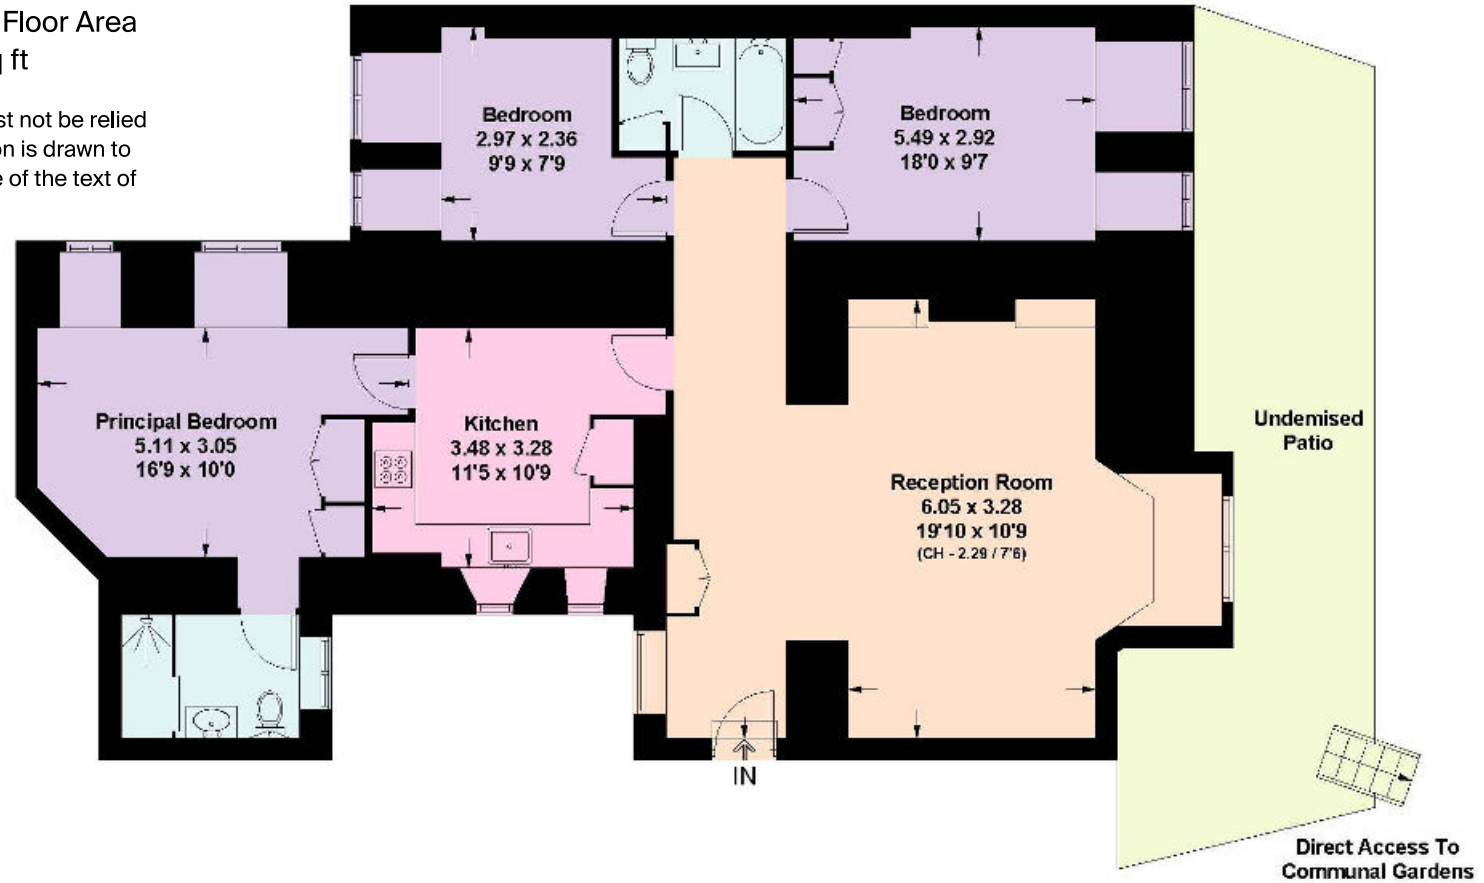 Floor Area
ft
not be relied
is drawn to
of the text of
Bedroom
2.97 x 2.36
9'9 x 7'9
Bedroom
5.49 x 2.92
18'0 x 9'7
Principal Bedroom
5.11 x 3.05
16'9 x 10'0
Kitchen
3.48 x 3.28
11'5 x 10'9
Reception Room
6.05 x 3.28
19'10 x 10'9
(CH - 2.29 / 7'6)
Undemised
Patio
IN
Direct Access To
Communal Gardens